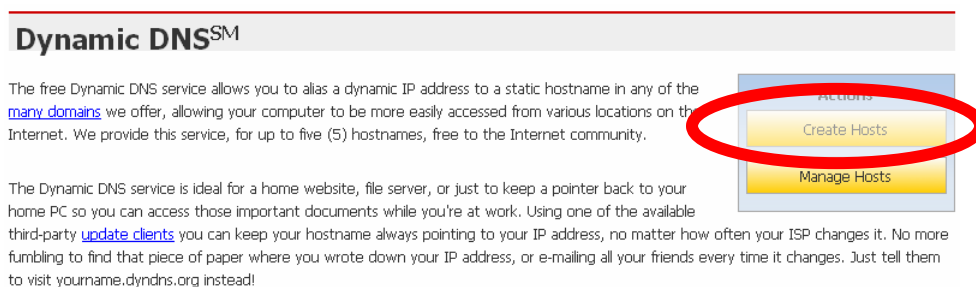 Dynamic DNSSM
The free Dynamic DNS service allows you to alias a dynamic IP address to a static hostname in any of the
many domains we offer, allowing your computer to be more easily accessed from various locations on the
Internet. We provide this service, for up to five (5) hostnames, free to the Internet community.
Actions
Create Hosts
Manage Hosts
The Dynamic DNS service is ideal for a home website, file server, or just to keep a pointer back to your
home PC so you can access those important documents while you're at work. Using one of the available
third-party update clients you can keep your hostname always pointing to your IP address, no matter how often your ISP changes it. No more
fumbling to find that piece of paper where you wrote down your IP address, or e-mailing all your friends every time it changes. Just tell them
to visit yourname.dyndns.org instead!